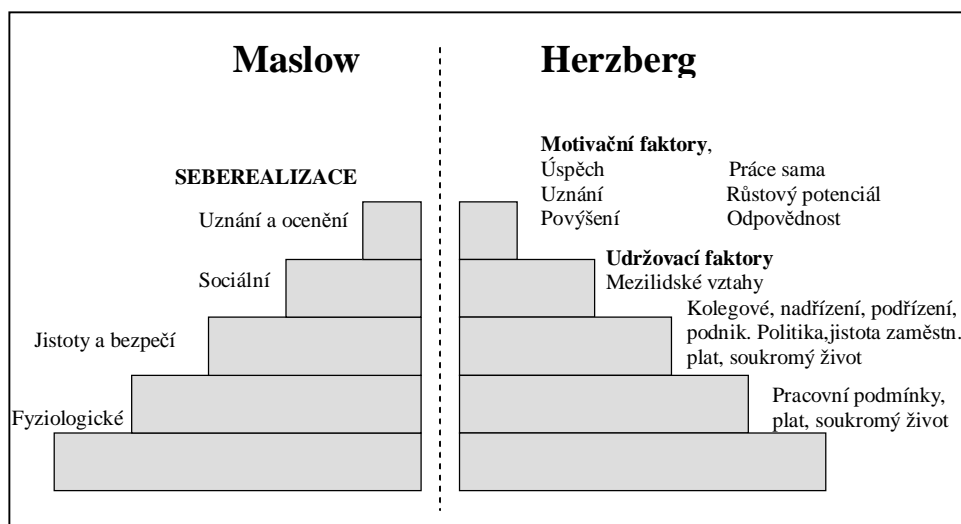 Maslow
SEBEREALIZACE
Uznání a ocenění
Sociální
Jistoty a bezpečí
Fyziologické
Herzberg
Motivační faktory,
Úspěch Práce sama
Uznání Růstový potenciál
Povýšení Odpovědnost
Udržovací faktory
Mezilidské vztahy
Kolegové, nadřízení, podřízení,
podnik. Politika,jistota zaměstn.
plat, soukromý život
Pracovní podmínky,
plat, soukromý život